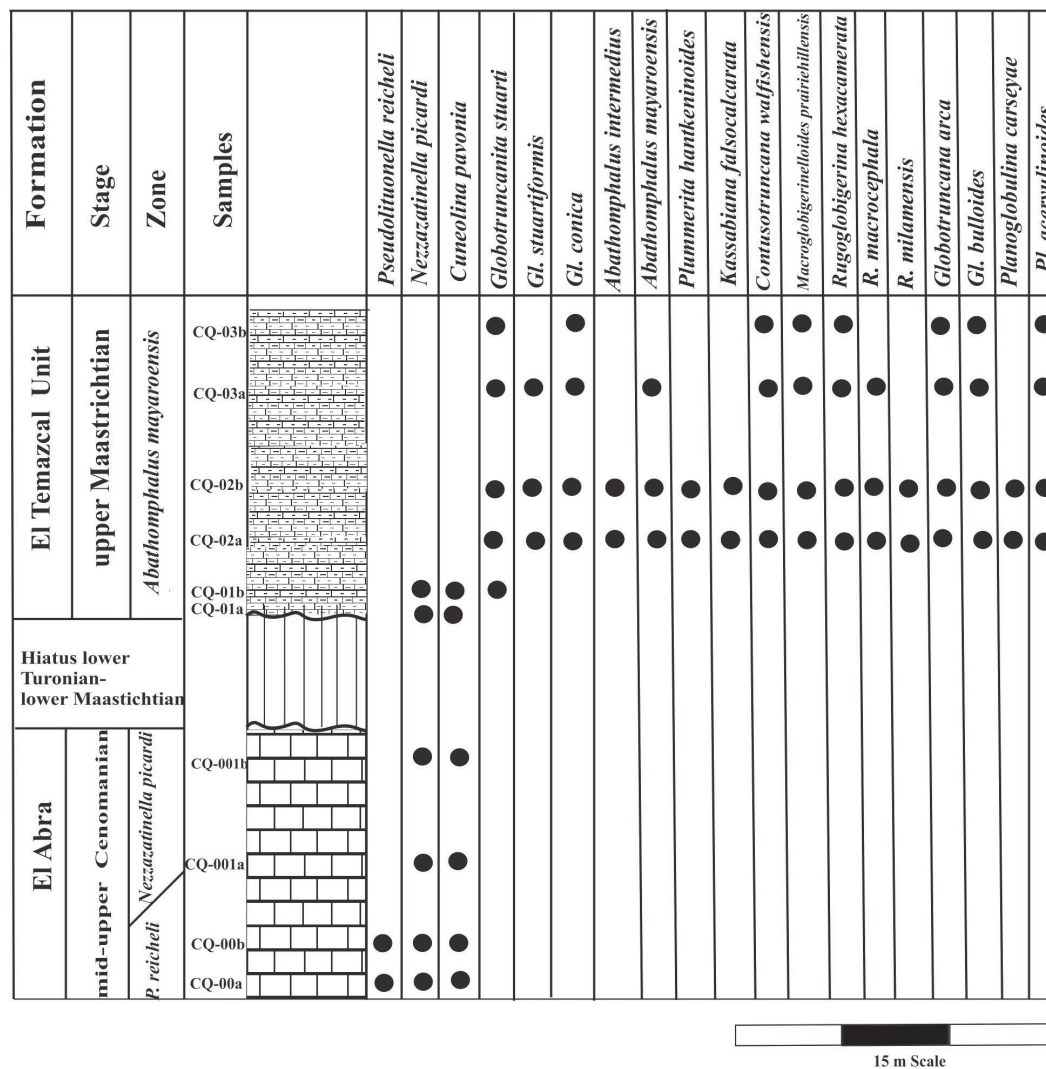 Formation
Stage
Zone
Samples
Pseudolituonella reicheli
Nezzazatinella picardi
Cuneolina pavonia
Globotruncanita stuarti
Gl. stuartiformis
Gl. conica
Abathomphalus intermedius
Abathomphalus mayaroensis
Plummerita hantkeninoides
Kassabiana falsocalcarata
Contusotruncana walfishensis
Macroglobigerinelloides prairiehillensis
Rugoglobigerina hexacamerata
R. macrocephala
R. milamensis
Globotruncana arca
Gl. bulloides
Planoglobulina carseyae
Pl. acervulinoides
El Temazcal Unit
upper Maastrichtian
Abathomphalus mayaroensis
CQ-03b
CQ-03a
CQ-02b
CQ-02a
CQ-01b
CQ-01a
Hiatus lower
Turonian-
lower Maastichtian
El Abra
mid-upper Cenomanian
Nezzazatinella picardi
P. reicheli
CQ-001b
CQ-001a
CQ-00b
CQ-00a
15 m Scale